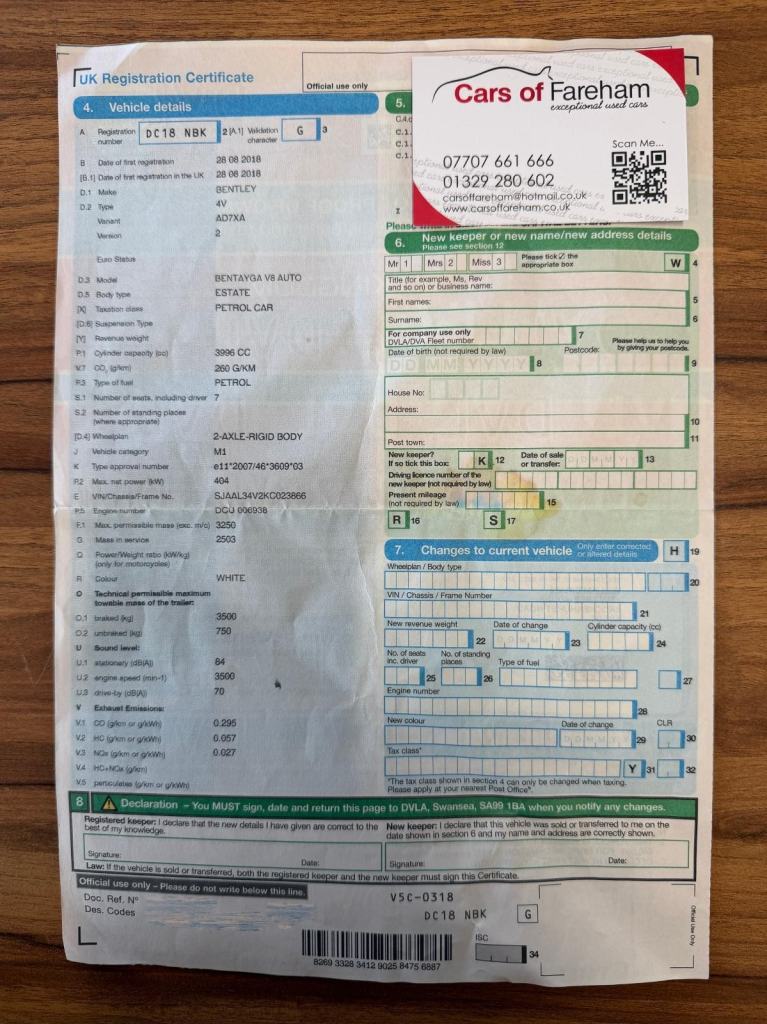 UK Registration Certificate
Official use only
4. Vehicle details
A Registration number DC18 NBK 2 [A.1] Validation character G 3
B Date of first registration 28 08 2018
[B.1] Date of first registration in the UK 28 08 2018
D.1 Make BENTLEY
D.2 Type 4V
Variant AD7XA
Version 2
Euro Status
D.3 Model BENTAYGA V8 AUTO
D.5 Body type ESTATE
[X] Taxation class PETROL CAR
[D.6] Suspension Type
[Y] Revenue weight
P.1 Cylinder capacity (cc) 3996 CC
V.7 CO2 (g/km) 260 G/KM
P.3 Type of fuel PETROL
S.1 Number of seats, including driver 7
S.2 Number of standing places
(where appropriate)
[D.4] Wheelplan 2-AXLE-RIGID BODY
J Vehicle category M1
K Type approval number e11*2007/46*3609*03
P.2 Max. net power (kW) 404
E VIN/Chassis/Frame No. SJAAL34V2KC023866
P.5 Engine number DCU 006938
F.1 Max. permissible mass (exc. m/c) 3250
G Mass in service 2503
Q Power/Weight ratio (kW/kg)
(only for motorcycles)
R Colour WHITE
O Technical permissible maximum
towable mass of the trailer:
O.1 braked (kg) 3500
O.2 unbraked (kg) 750
U Sound level:
U.1 stationary (dB(A)) 84
U.2 engine speed (min-1) 3500
U.3 drive-by (dB(A)) 70
V Exhaust Emissions:
V.1 CO (g/km or g/kWh) 0.295
V.2 HC (g/km or g/kWh) 0.057
V.3 NOx (g/km or g/kWh) 0.027
V.4 HC+NOx (g/km)
V.5 particulates (g/km or g/kWh)
5.
C.4.c
C.1.
C.1.
C.1.
Please
Cars of Fareham
exceptional used cars
Scan Me...
07707 661 666
01329 280 602
carsoffareham@hotmail.co.uk
www.carsoffareham.co.uk
6. New keeper or new name/new address details
Please see section 12
Mr 1 Mrs 2 Miss 3 Please tick ☑ the appropriate box W 4
Title (for example, Ms, Rev
and so on) or business name:
First names: 5
Surname: 6
For company use only
DVLA/DVA Fleet number 7 Please help us to help you
by giving your postcode.
Date of birth (not required by law) Postcode:
D D M M Y Y Y Y 8 9
House No:
Address: 10
Post town: 11
New keeper?
If so tick this box: K 12 Date of sale
or transfer: D D M M Y Y 13
Driving licence number of the
new keeper (not required by law)
Present mileage
(not required by law) 15
R 16 S 17
7. Changes to current vehicle Only enter corrected
or altered details H 19
Wheelplan / Body type 20
VIN / Chassis / Frame Number 21
New revenue weight 22 Date of change D D M M Y Y 23 Cylinder capacity (cc) 24
No. of seats
inc. driver 25 No. of standing
places 26 Type of fuel 27
Engine number 28
New colour Date of change 29 CLR 30
Tax class* Y 31 32
*The tax class shown in section 4 can only be changed when taxing.
Please apply at your nearest Post Office®.
8 Declaration – You MUST sign, date and return this page to DVLA, Swansea, SA99 1BA when you notify any changes.
Registered keeper: I declare that the new details I have given are correct to the
best of my knowledge.
Signature: Date:
New keeper: I declare that this vehicle was sold or transferred to me on the
date shown in section 6 and my name and address are correctly shown.
Signature: Date:
Law: If the vehicle is sold or transferred, both the registered keeper and the new keeper must sign this Certificate.
Official use only – Please do not write below this line.
Doc. Ref. Nº
Des. Codes
V5C-0318
DC18 NBK G
ISC 34
8269 3328 3412 9025 8475 6887
Official Use Only